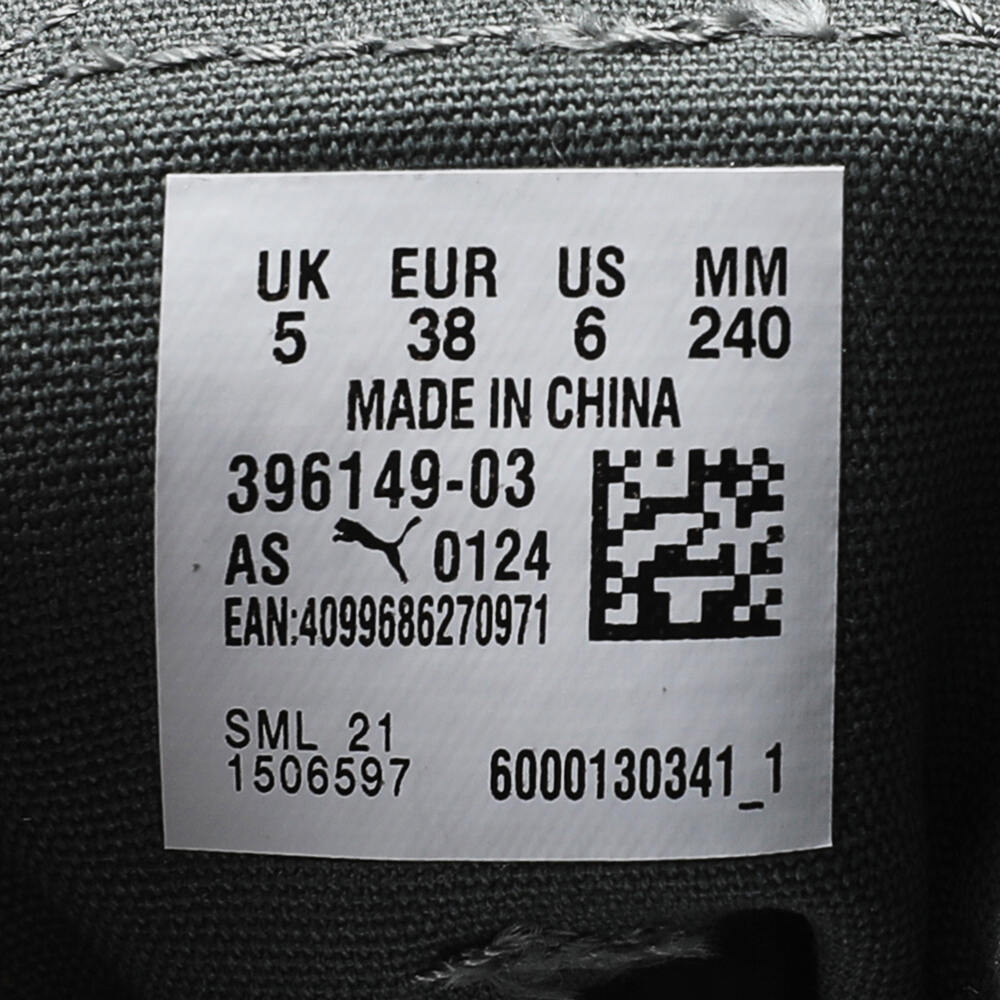 UK EUR US MM
5 38 6 240
MADE IN CHINA
396149-03
AS 0124
EAN:4099686270971
SML 21
1506597 6000130341_1